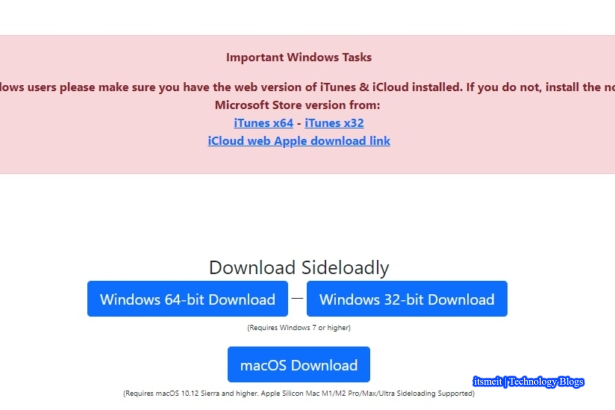 Important Windows Tasks
dows users please make sure you have the web version of iTunes & iCloud installed. If you do not, install the no
Microsoft Store version from:
iTunes x64 - iTunes x32
iCloud web Apple download link
Download Sideloadly
Windows 64-bit Download — Windows 32-bit Download
(Requires Windows 7 or higher)
macOS Download
itsmeit | Technology Blogs
(Requires macOS 10.12 Sierra and higher. Apple Silicon Mac M1/M2 Pro/Max/Ultra Sideloading Supported)